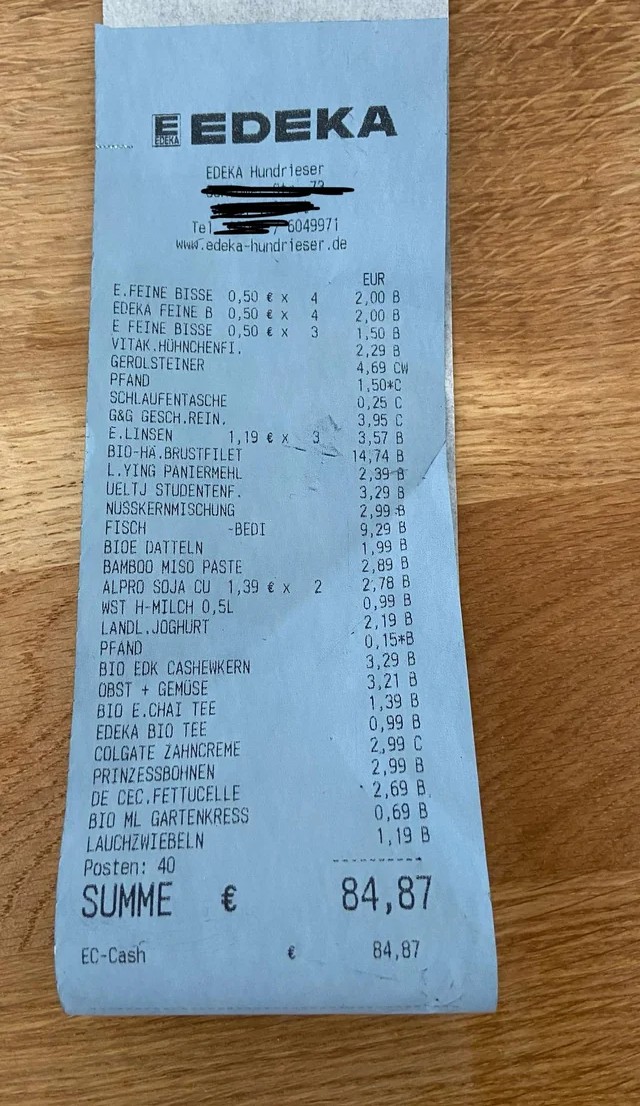 E
EDEKA
EDEKA
EDEKA Hundrieser
Tel 6049971
www.edeka-hundrieser.de
EUR
E.FEINE BISSE 0,50 € x 4 2,00 B
EDEKA FEINE B 0,50 € x 4 2,00 B
E FEINE BISSE 0,50 € x 3 1,50 B
VITAK.HÜHNCHENFI. 2,29 B
GEROLSTEINER 4,69 CW
PFAND 1,50*C
SCHLAUFENTASCHE 0,25 C
G&G GESCH.REIN. 3,95 C
E.LINSEN 1,19 € x 3 3,57 B
BIO-HÄ.BRUSTFILET 14,74 B
L.YING PANIERMEHL 2,39 B
UELTJ STUDENTENF. 3,29 B
NUSSKERNMISCHUNG 2,99 B
FISCH -BEDI 9,29 B
BIOE DATTELN 1,99 B
BAMBOO MISO PASTE 2,89 B
ALPRO SOJA CU 1,39 € x 2 2,78 B
WST H-MILCH 0,5L 0,99 B
LANDL.JOGHURT 2,19 B
PFAND 0,15*B
BIO EDK CASHEWKERN 3,29 B
OBST + GEMÜSE 3,21 B
BIO E.CHAI TEE 1,39 B
EDEKA BIO TEE 0,99 B
COLGATE ZAHNCREME 2,99 C
PRINZESSBOHNEN 2,99 B
DE CEC.FETTUCELLE 2,69 B
BIO ML GARTENKRESS 0,69 B
LAUCHZWIEBELN 1,19 B
Posten: 40
SUMME € 84,87
EC-Cash € 84,87